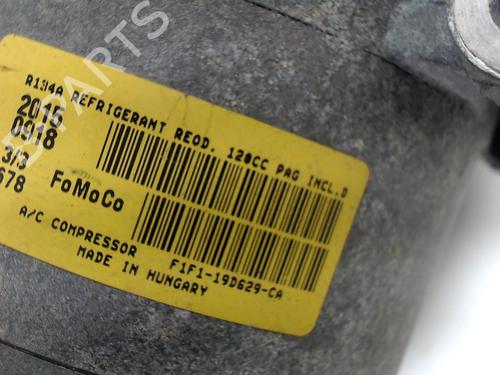 R134A REFRIGERANT REQD. 120CC PAG INCL.D
2015
0918
3/3
678
FoMoCo
A/C COMPRESSOR
F1F1-19D629-CA
MADE IN HUNGARY
PARTS